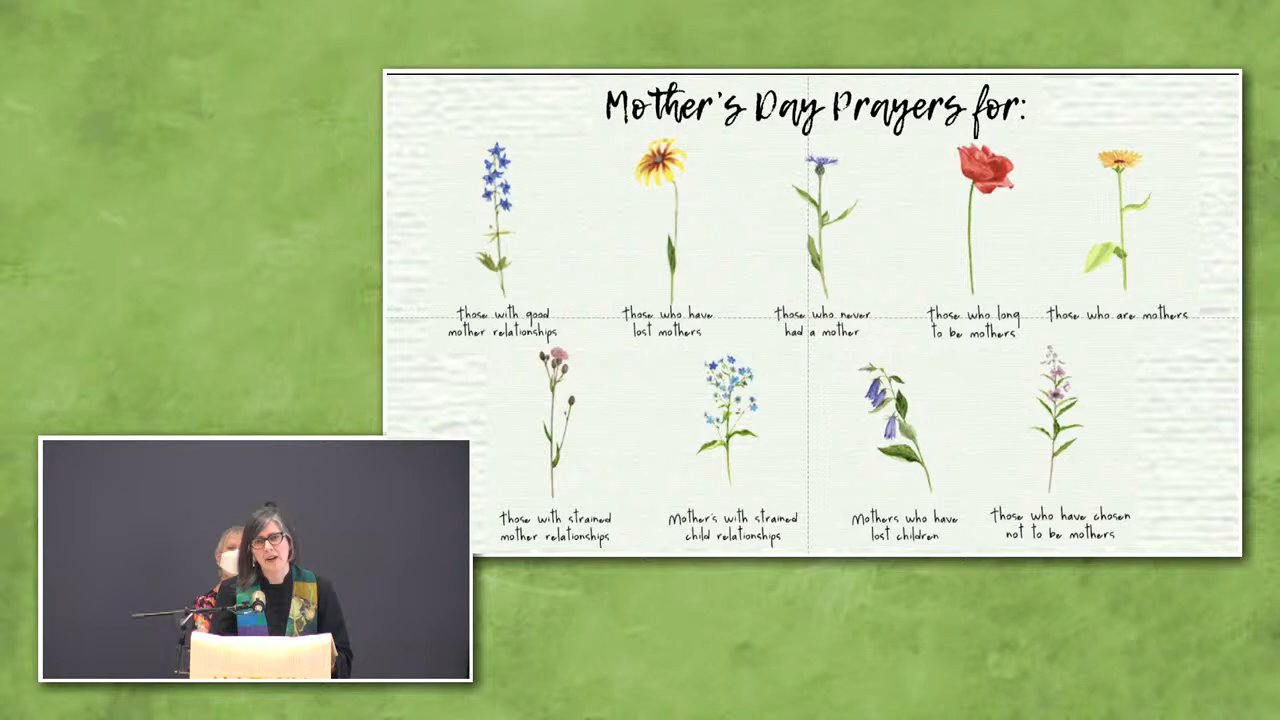 Mother's Day Prayers for:
those with good
mother relationships
those who have
lost mothers
those who never
had a mother
those who long
to be mothers
those who are mothers
those with strained
mother relationships
Mother's with strained
child relationships
Mothers who have
lost children
Those who have chosen
not to be mothers